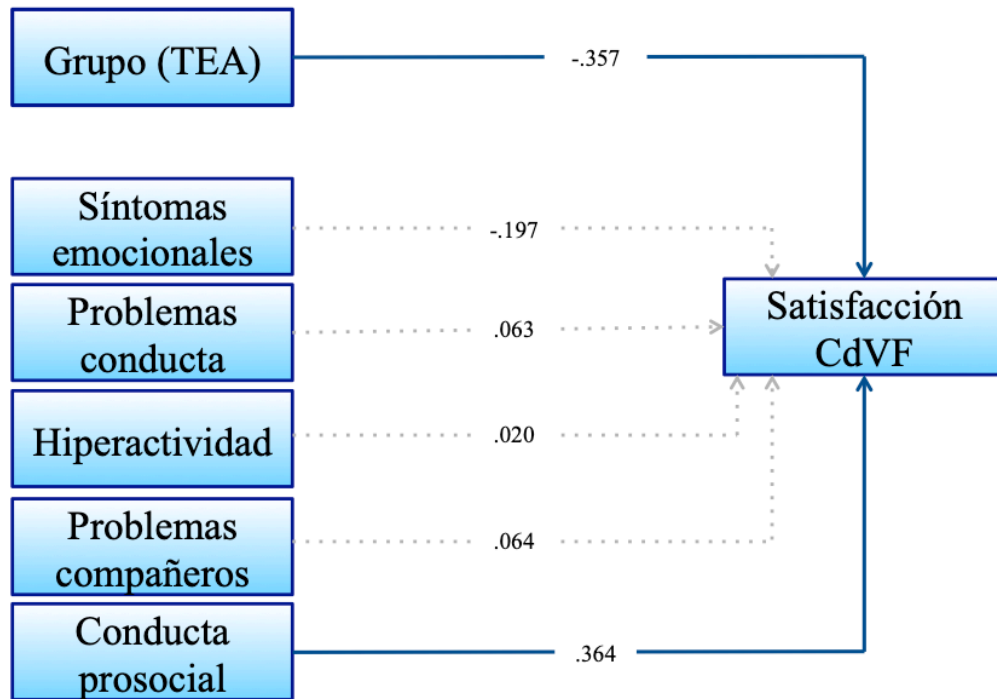 Grupo (TEA)
-.357
Síntomas
emocionales
-.197
Problemas
conducta
.063
Satisfacción
CdVF
Hiperactividad
.020
Problemas
compañeros
.064
Conducta
prosocial
.364